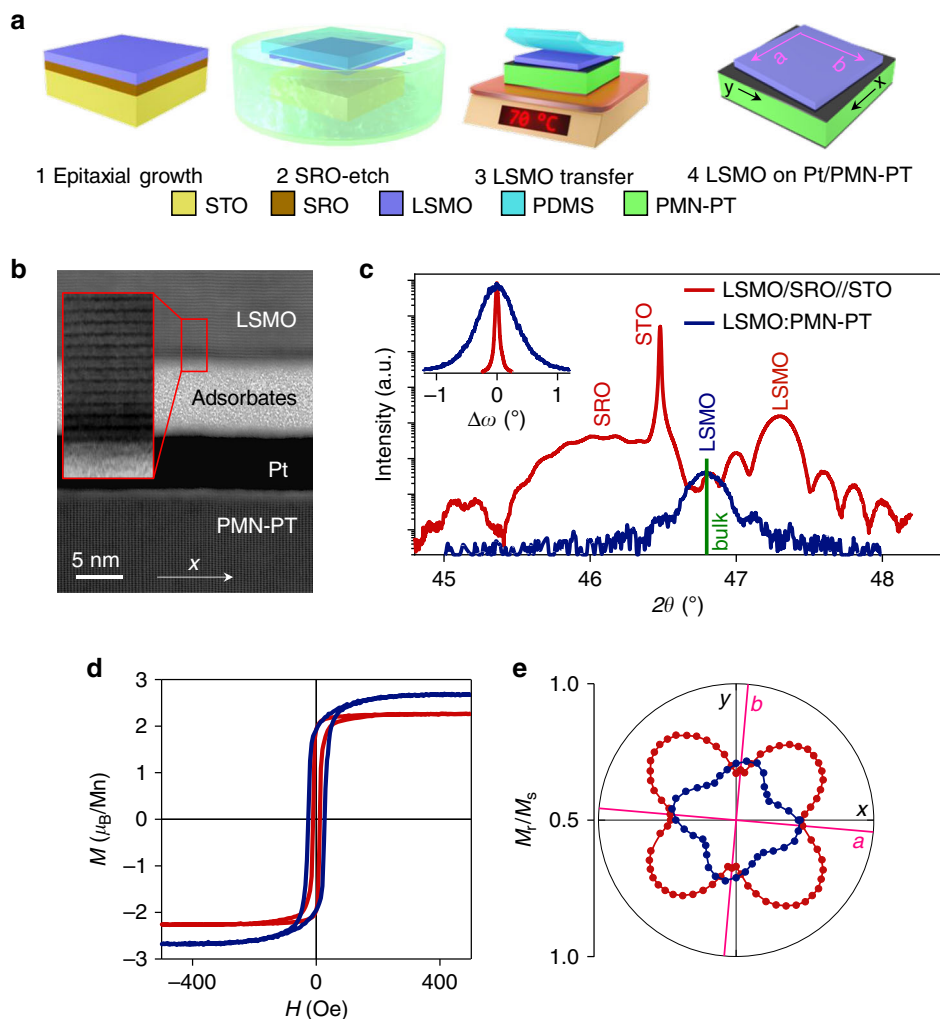 a
a
b
y
x
70 °C
1 Epitaxial growth
2 SRO-etch
3 LSMO transfer
4 LSMO on Pt/PMN-PT
STO
SRO
LSMO
PDMS
PMN-PT
b
LSMO
Adsorbates
Pt
PMN-PT
5 nm
x
c
Intensity (a.u.)
LSMO/SRO//STO
LSMO:PMN-PT
−1 0 1
Δω (°)
SRO
STO
LSMO
LSMO
bulk
45 46 47 48
2θ (°)
d
M (μB/Mn)
3
2
1
0
−1
−2
−3
−400 0 400
H (Oe)
e
Mr/Ms
1.0
0.5
1.0
y
b
x
a